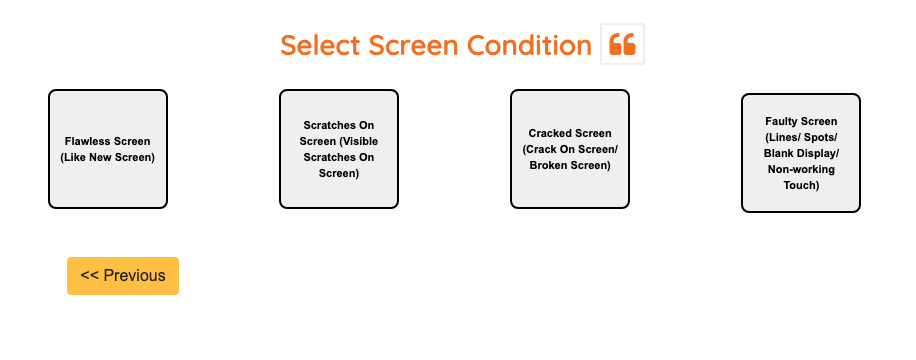 Select Screen Condition ❝
Flawless Screen
(Like New Screen)
Scratches On
Screen (Visible
Scratches On
Screen)
Cracked Screen
(Crack On Screen/
Broken Screen)
Faulty Screen
(Lines/ Spots/
Blank Display/
Non-working
Touch)
<< Previous